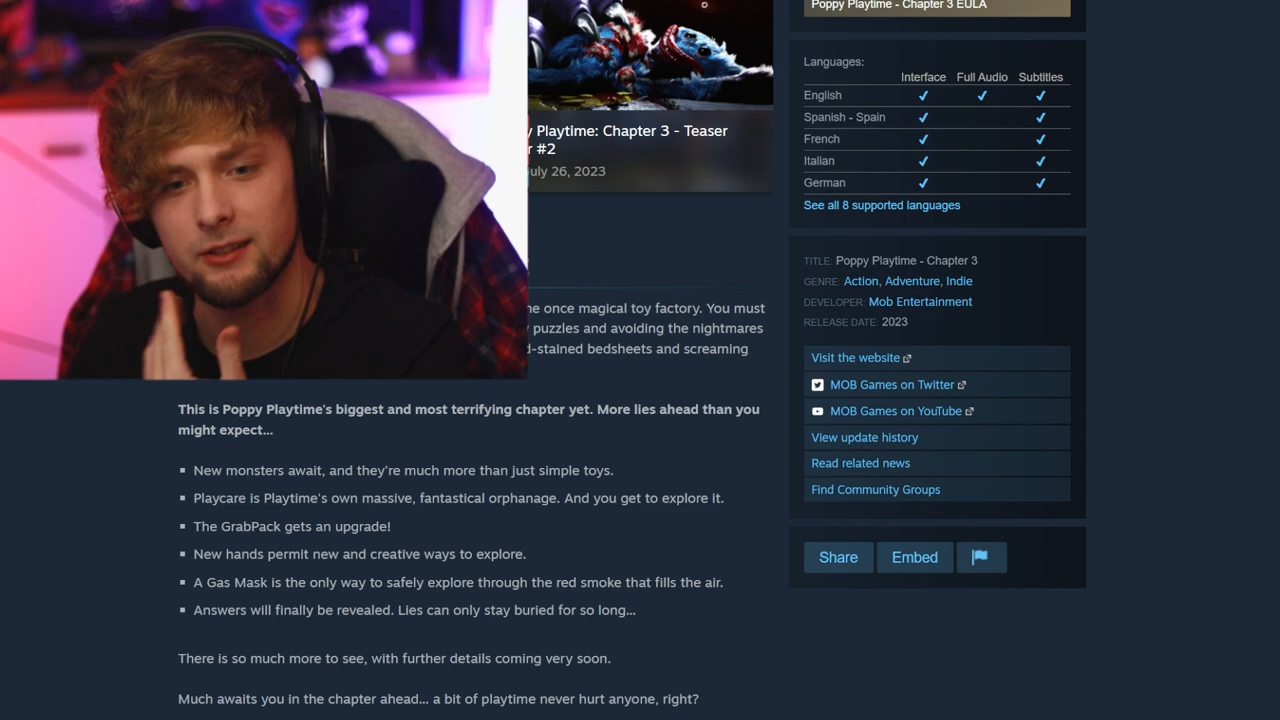 Poppy Playtime - Chapter 3 EULA
Playtime: Chapter 3 - Teaser
#2
July 26, 2023
Languages:
Interface Full Audio Subtitles
English ✔ ✔ ✔
Spanish - Spain ✔ ✔
French ✔ ✔
Italian ✔ ✔
German ✔ ✔
See all 8 supported languages
TITLE: Poppy Playtime - Chapter 3
GENRE: Action, Adventure, Indie
DEVELOPER: Mob Entertainment
RELEASE DATE: 2023
Visit the website
MOB Games on Twitter
MOB Games on YouTube
View update history
Read related news
Find Community Groups
Share Embed
once magical toy factory. You must
puzzles and avoiding the nightmares
-stained bedsheets and screaming
This is Poppy Playtime's biggest and most terrifying chapter yet. More lies ahead than you
might expect...
▪ New monsters await, and they're much more than just simple toys.
▪ Playcare is Playtime's own massive, fantastical orphanage. And you get to explore it.
▪ The GrabPack gets an upgrade!
▪ New hands permit new and creative ways to explore.
▪ A Gas Mask is the only way to safely explore through the red smoke that fills the air.
▪ Answers will finally be revealed. Lies can only stay buried for so long...
There is so much more to see, with further details coming very soon.
Much awaits you in the chapter ahead... a bit of playtime never hurt anyone, right?